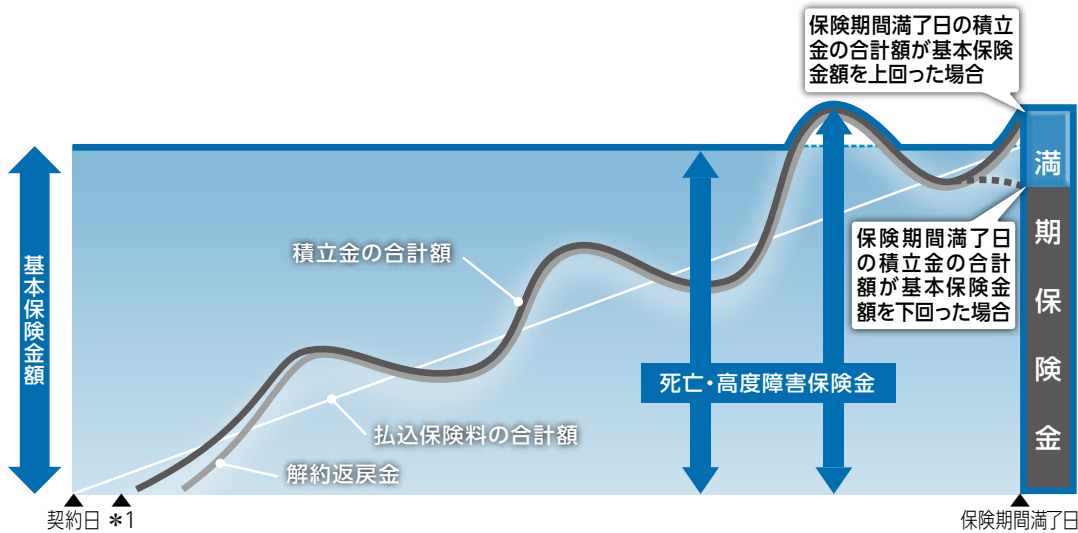 保険期間満了日の積立
金の合計額が基本保険
金額を上回った場合
満期保険金
基本保険金額
積立金の合計額
保険期間満了日
の積立金の合計
額が基本保険金
額を下回った場合
死亡・高度障害保険金
払込保険料の合計額
解約返戻金
契約日 *1
保険期間満了日